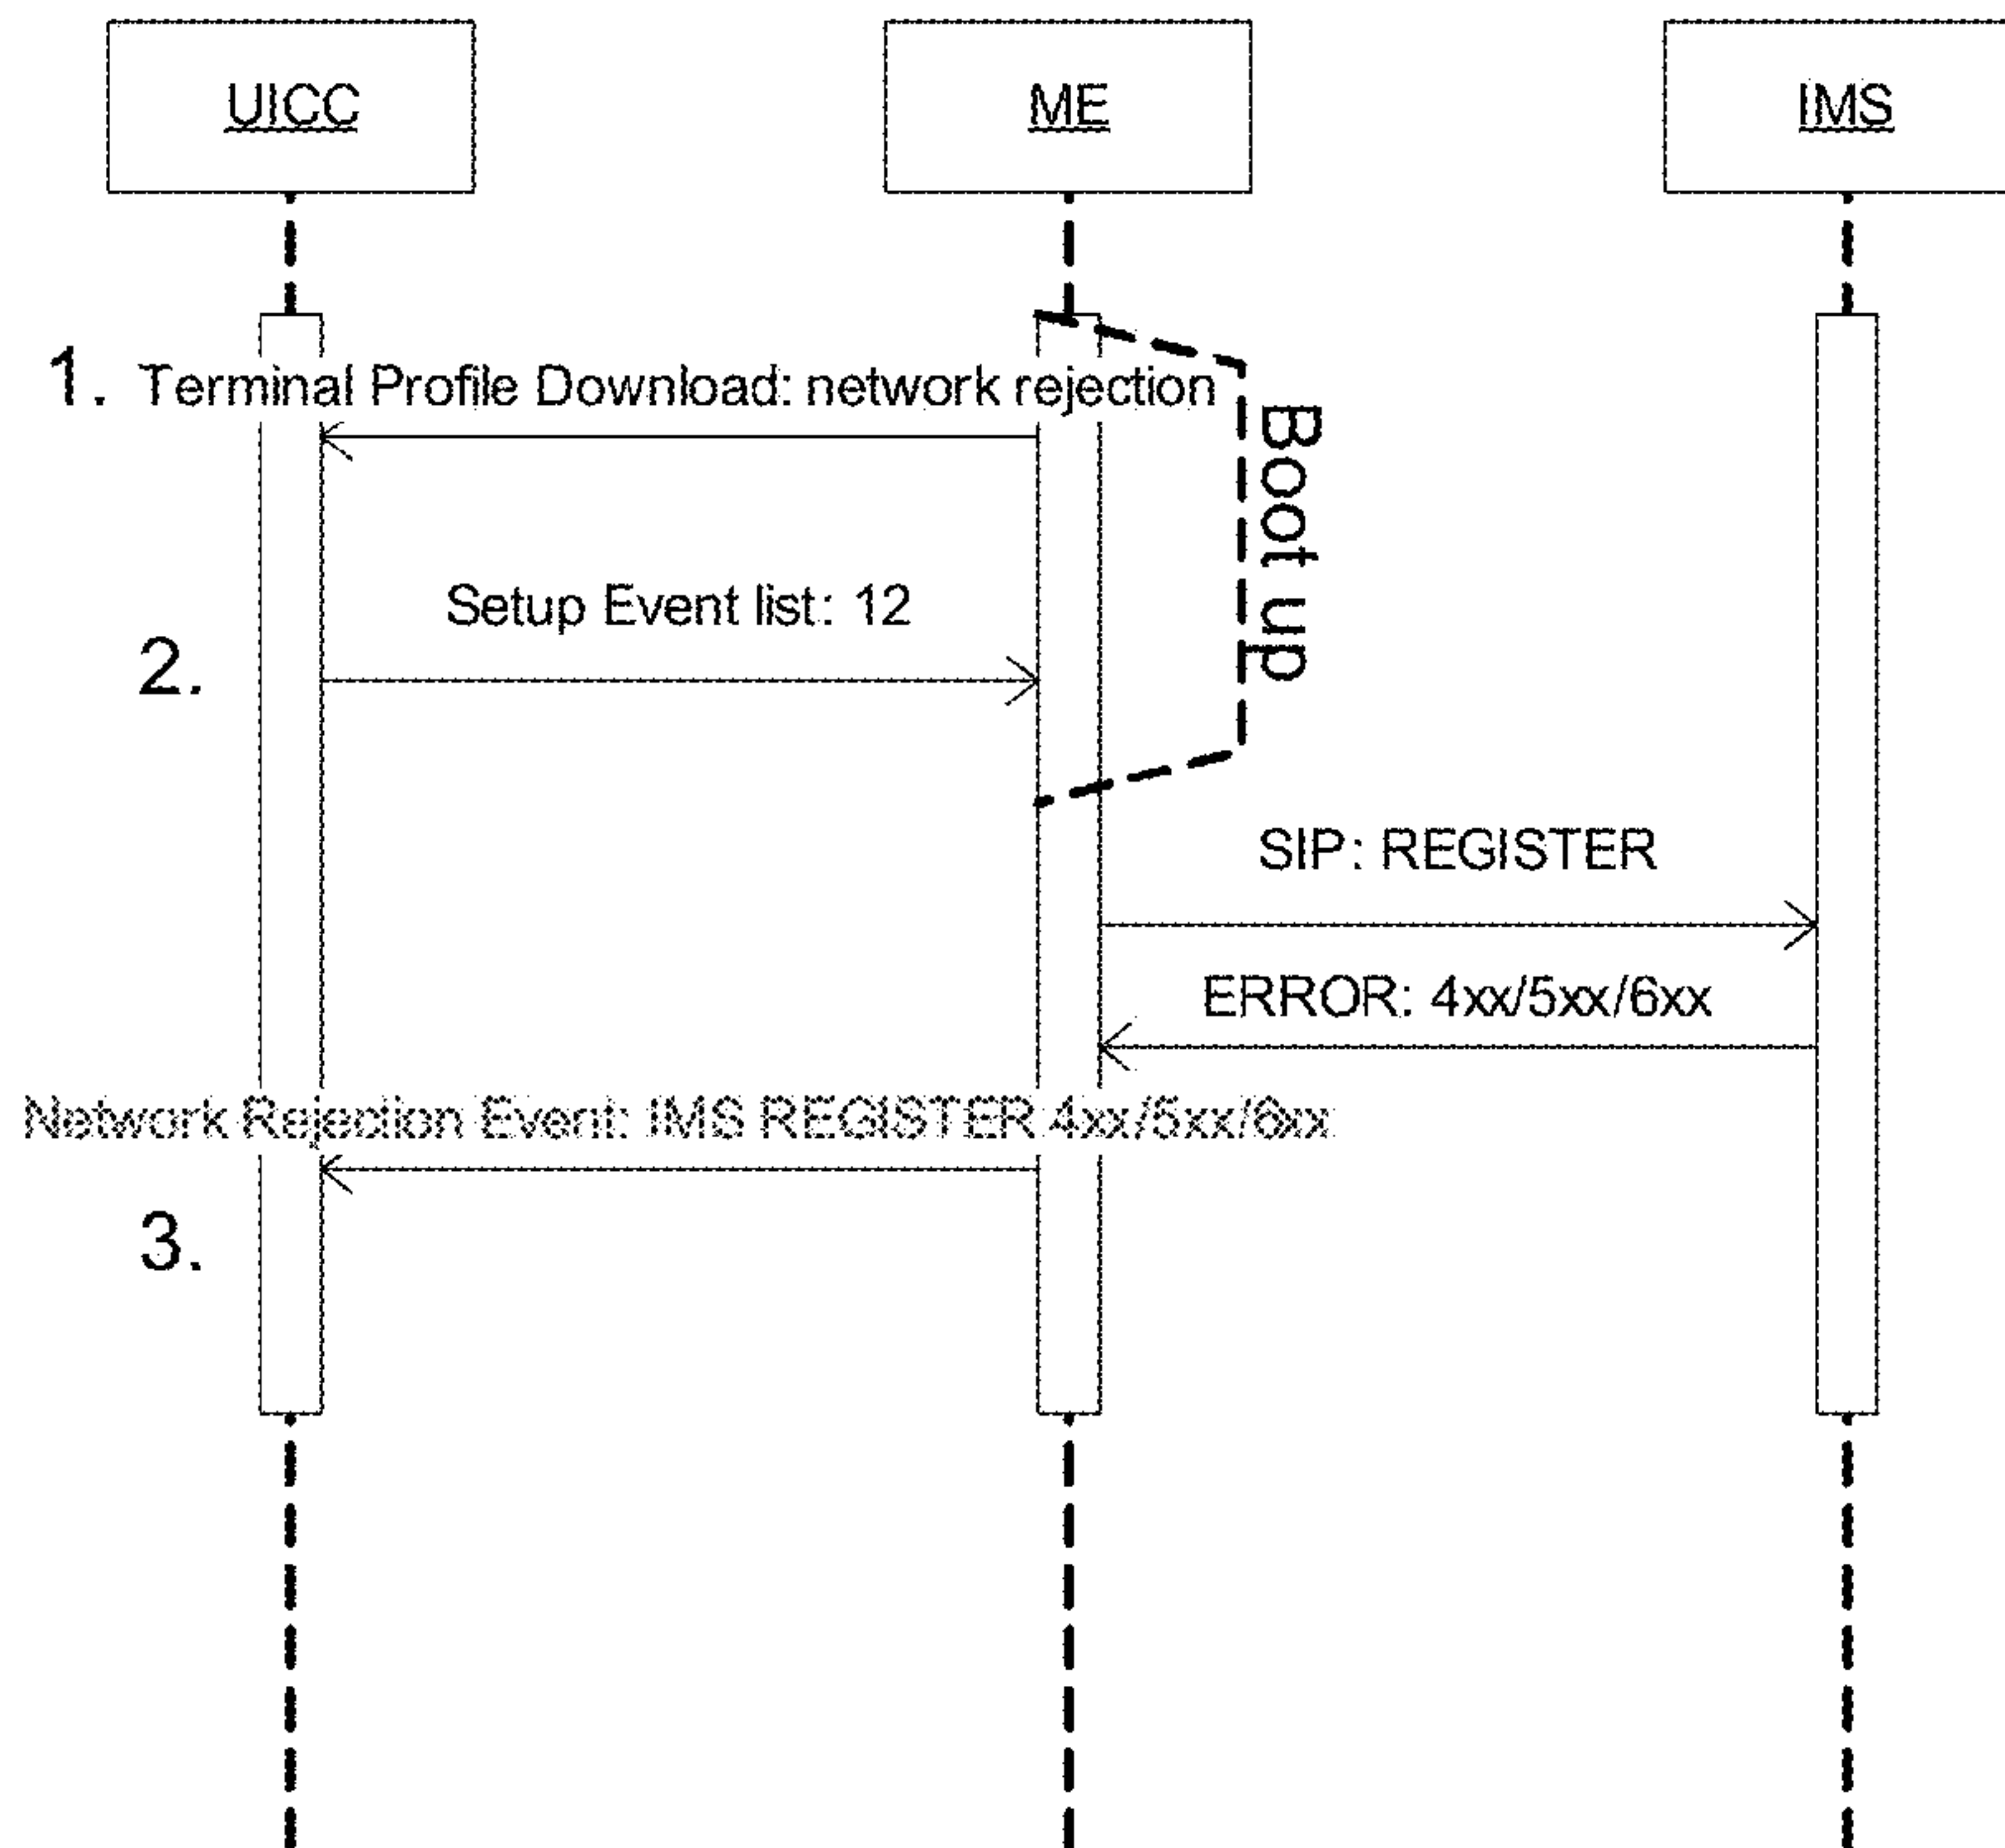 UICC
ME
IMS
1. Terminal Profile Download: network rejection
Boot up
Setup Event list: 12
2.
SIP: REGISTER
ERROR: 4xx/5xx/6xx
Network Rejection Event: IMS REGISTER 4xx/5xx/6xx
3.